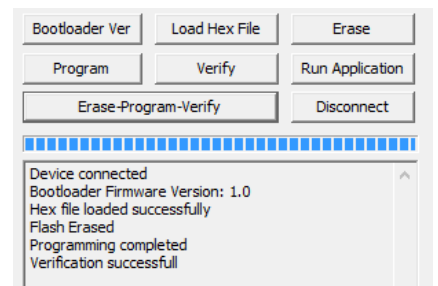 Bootloader Ver Load Hex File Erase
Program Verify Run Application
Erase-Program-Verify Disconnect
Device connected
Bootloader Firmware Version: 1.0
Hex file loaded successfully
Flash Erased
Programming completed
Verification successfull